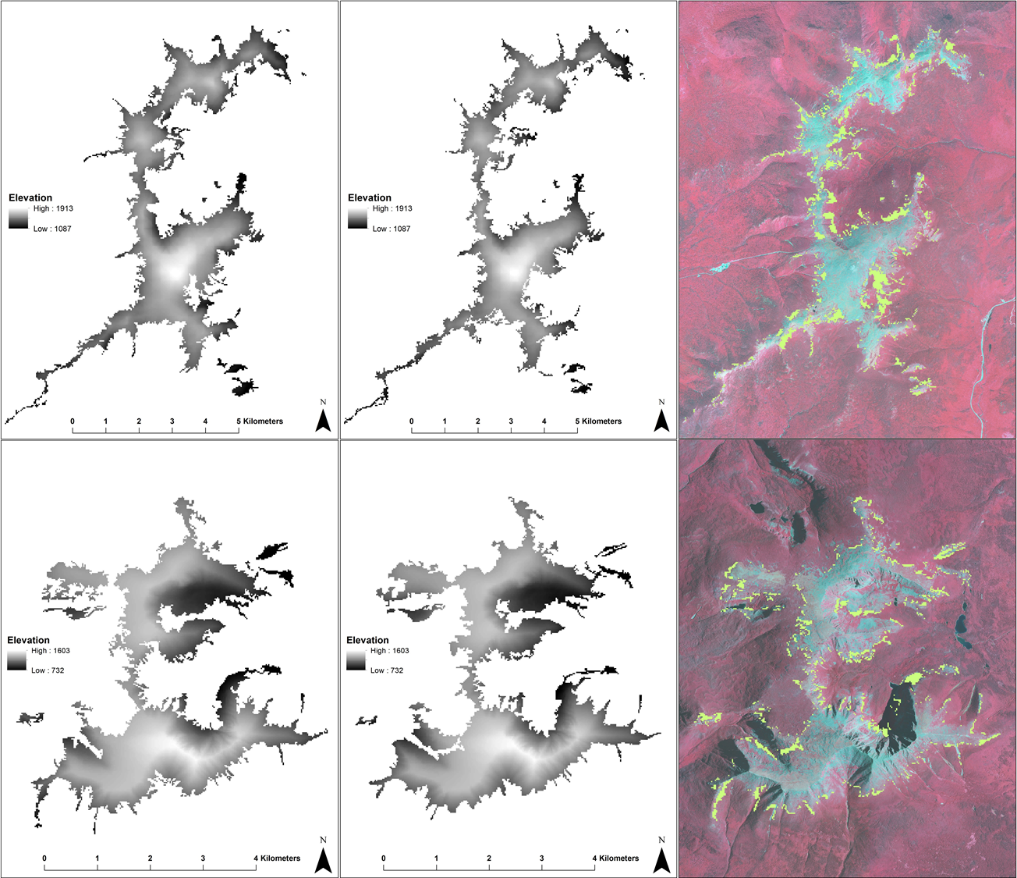 Elevation
High : 1913
Low : 1087
0 1 2 3 4 5 Kilometers
N
Elevation
High : 1913
Low : 1087
0 1 2 3 4 5 Kilometers
N
Elevation
High : 1603
Low : 732
0 1 2 3 4 Kilometers
N
Elevation
High : 1603
Low : 732
0 1 2 3 4 Kilometers
N